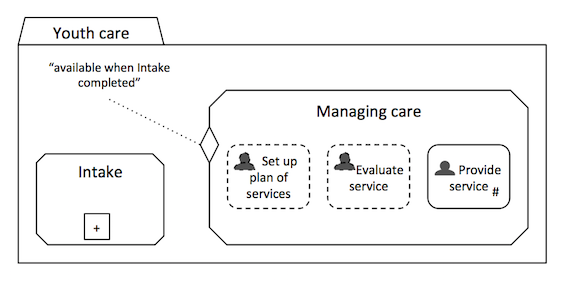 Youth care
“available when Intake
completed”
Managing care
Intake
+
Set up
plan of
services
Evaluate
service
Provide
service #